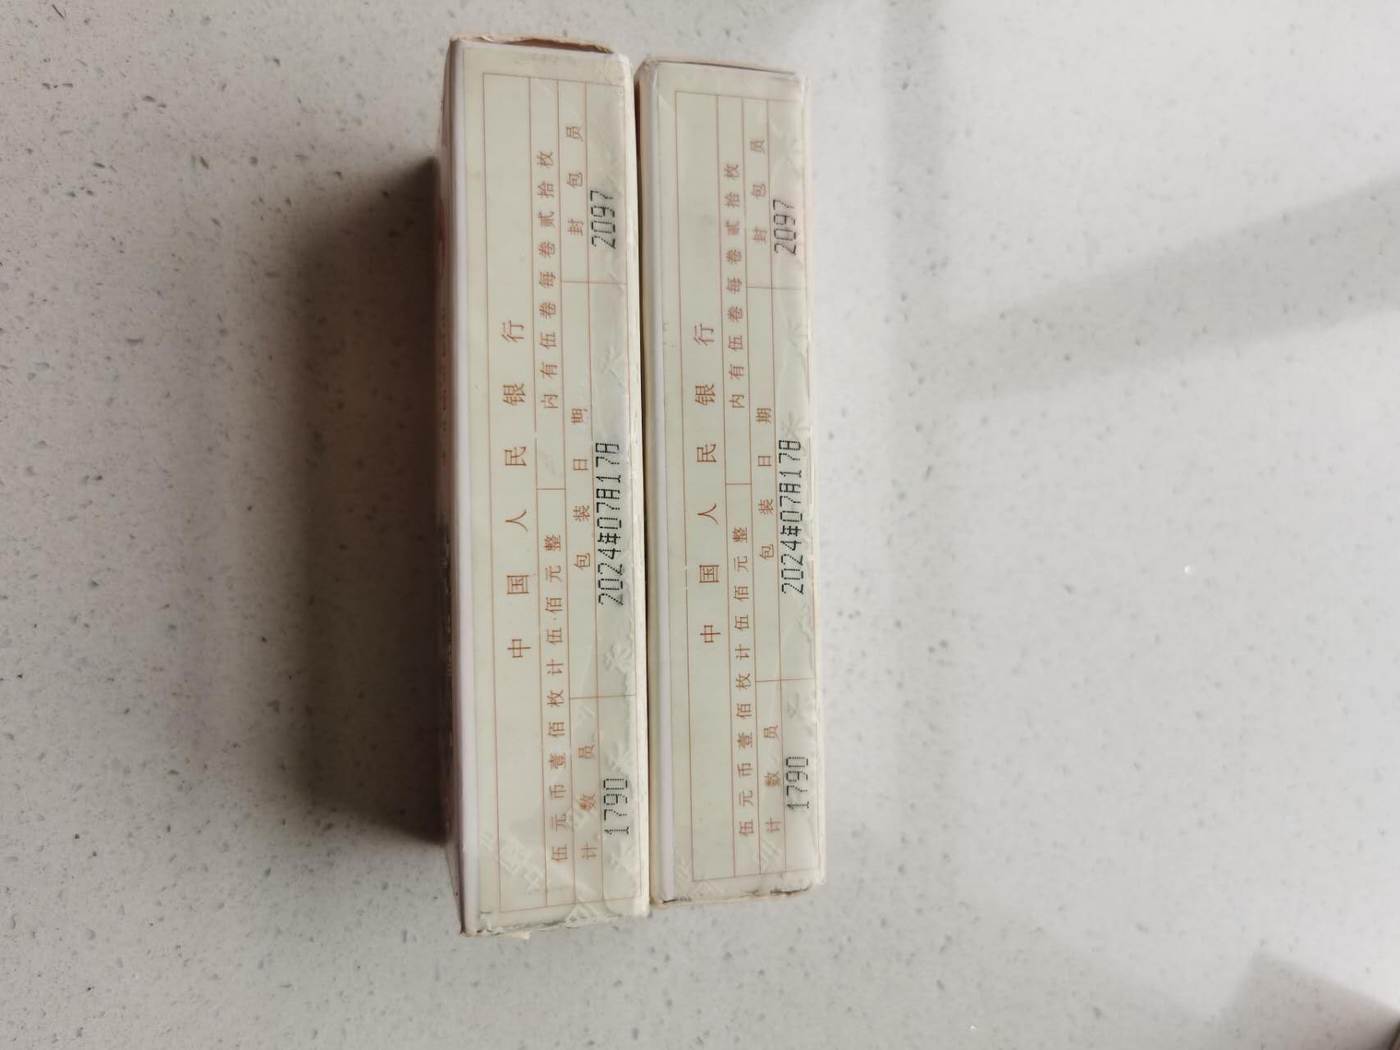 中国人民银行
伍元币壹佰枚计伍佰元整
内有伍卷每卷贰拾枚
计数员
包装日期
封包员
1790
2024年07月17日
2097
中国人民银行
伍元币壹佰枚计伍佰元整
内有伍卷每卷贰拾枚
计数员
包装日期
封包员
1790
2024年07月17日
2097